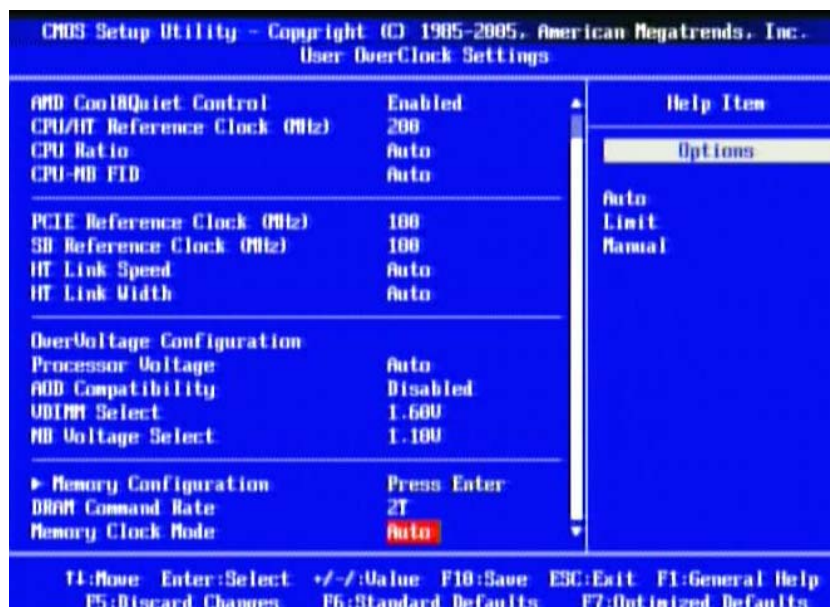 CMOS Setup Utility - Copyright (C) 1985-2005, American Megatrends, Inc.
User OverClock Settings
AMD Cool&Quiet Control Enabled
CPU/HT Reference Clock (MHz) 200
CPU Ratio Auto
CPU-NB FID Auto
PCIE Reference Clock (MHz) 100
SB Reference Clock (MHz) 100
HT Link Speed Auto
HT Link Width Auto
OverVoltage Configuration
Processor Voltage Auto
AOD Compatibility Disabled
VDIMM Select 1.60V
NB Voltage Select 1.10V
► Memory Configuration Press Enter
DRAM Command Rate 2T
Memory Clock Mode Auto
Help Item
Options
Auto
Limit
Manual
↑↓:Move Enter:Select +/-/:Value F10:Save ESC:Exit F1:General Help
F5:Discard Changes F6:Standard Defaults F7:Optimized Defaults